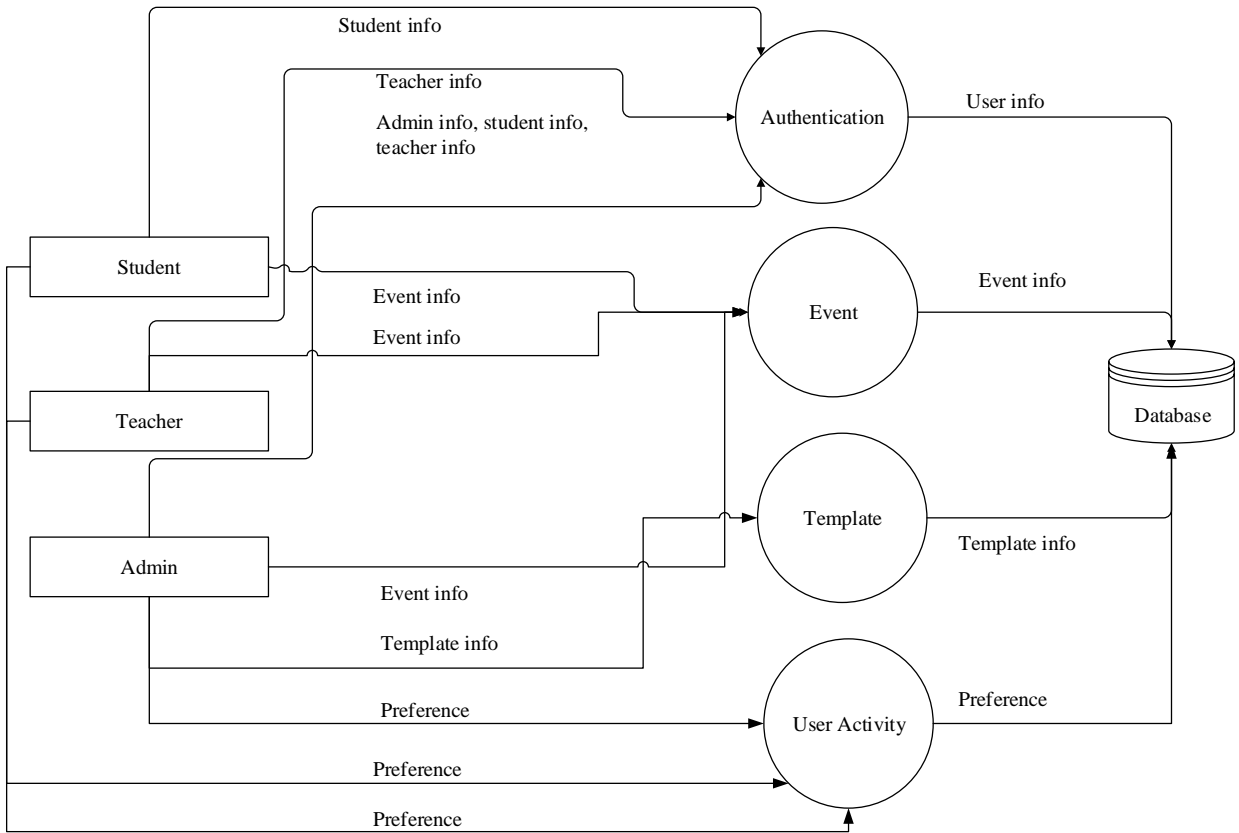 Student info
Teacher info
Admin info, student info,
teacher info
Authentication
User info
Student
Event info
Event info
Event
Event info
Teacher
Database
Admin
Template
Template info
Event info
Template info
Preference
User Activity
Preference
Preference
Preference